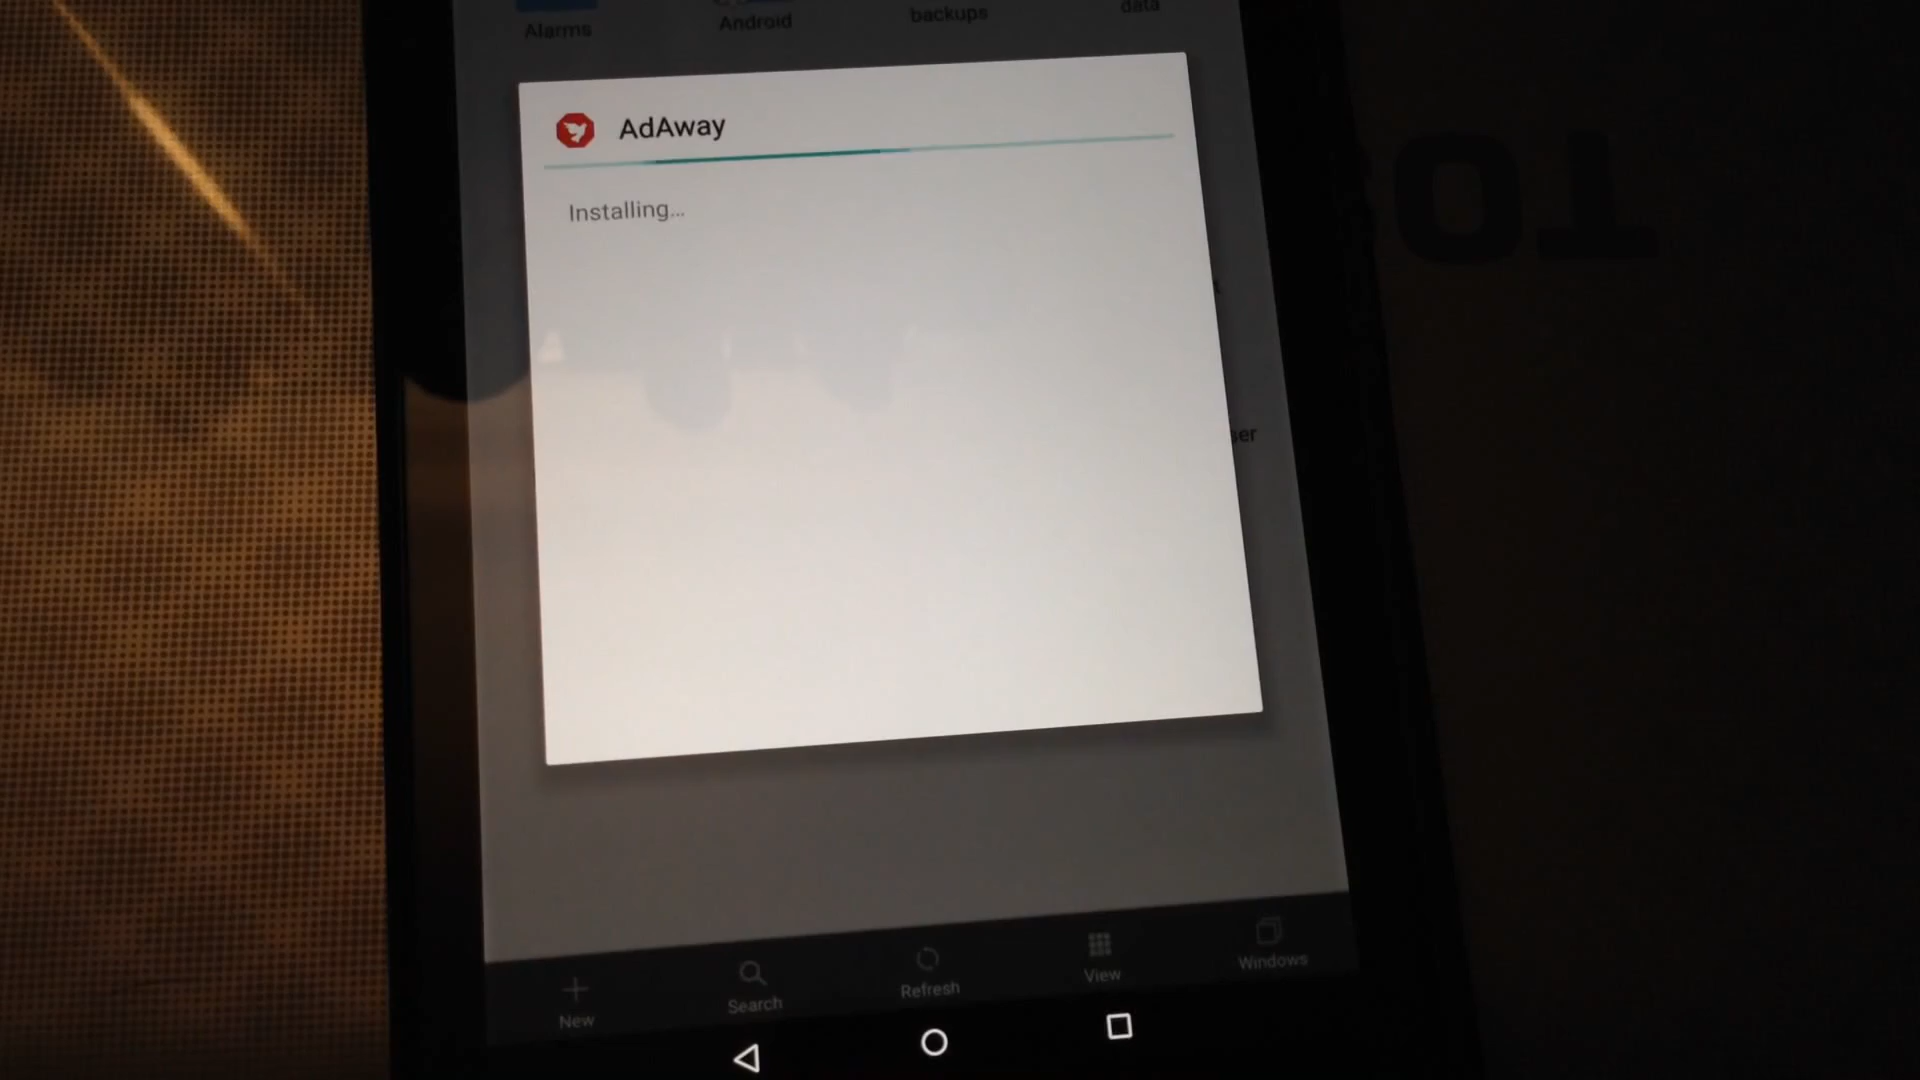 Alarms Android backups data
AdAway
Installing...
ser
New Search Refresh View Windows